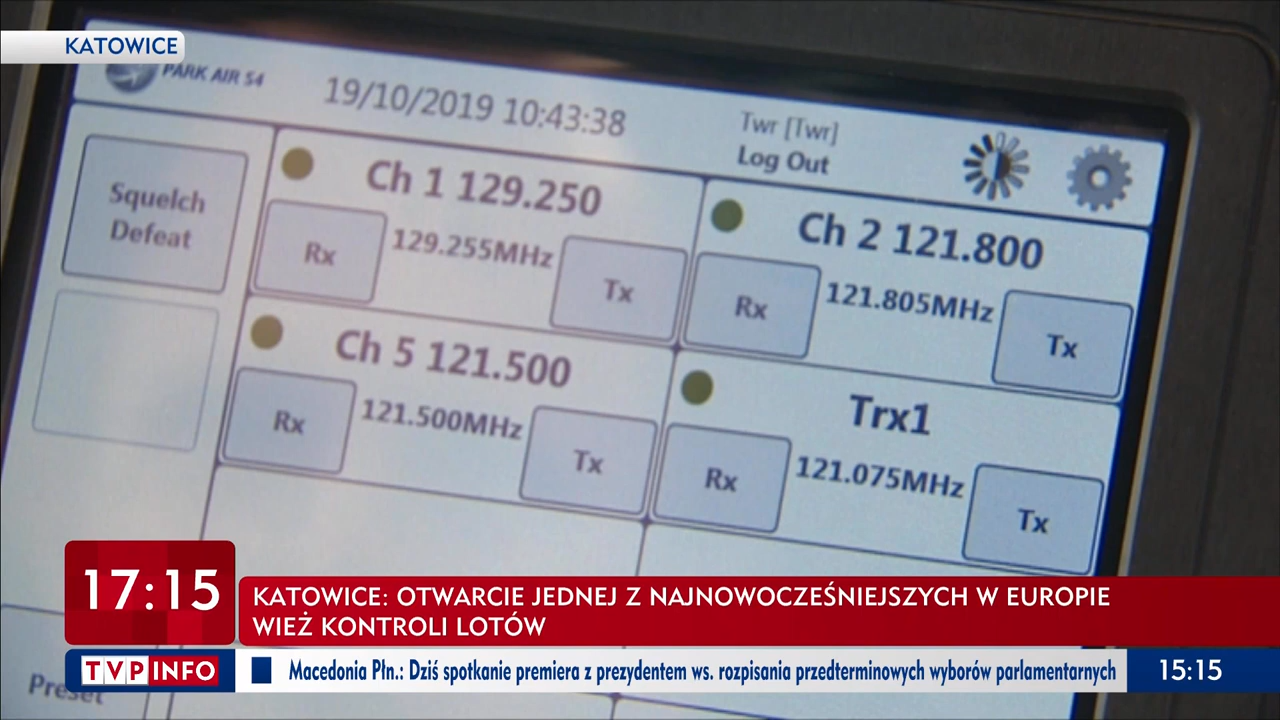 KATOWICE
PARK AIR S4
19/10/2019 10:43:38
Twr [Twr]
Log Out
Squelch
Defeat
Ch 1 129.250
Rx
129.255MHz
Tx
Ch 2 121.800
Rx
121.805MHz
Tx
Ch 5 121.500
Rx
121.500MHz
Tx
Trx1
Rx
121.075MHz
Tx
Preset
17:15
KATOWICE: OTWARCIE JEDNEJ Z NAJNOWOCZEŚNIEJSZYCH W EUROPIE
WIEŻ KONTROLI LOTÓW
TVP INFO
Macedonia Płn.: Dziś spotkanie premiera z prezydentem ws. rozpisania przedterminowych wyborów parlamentarnych
15:15